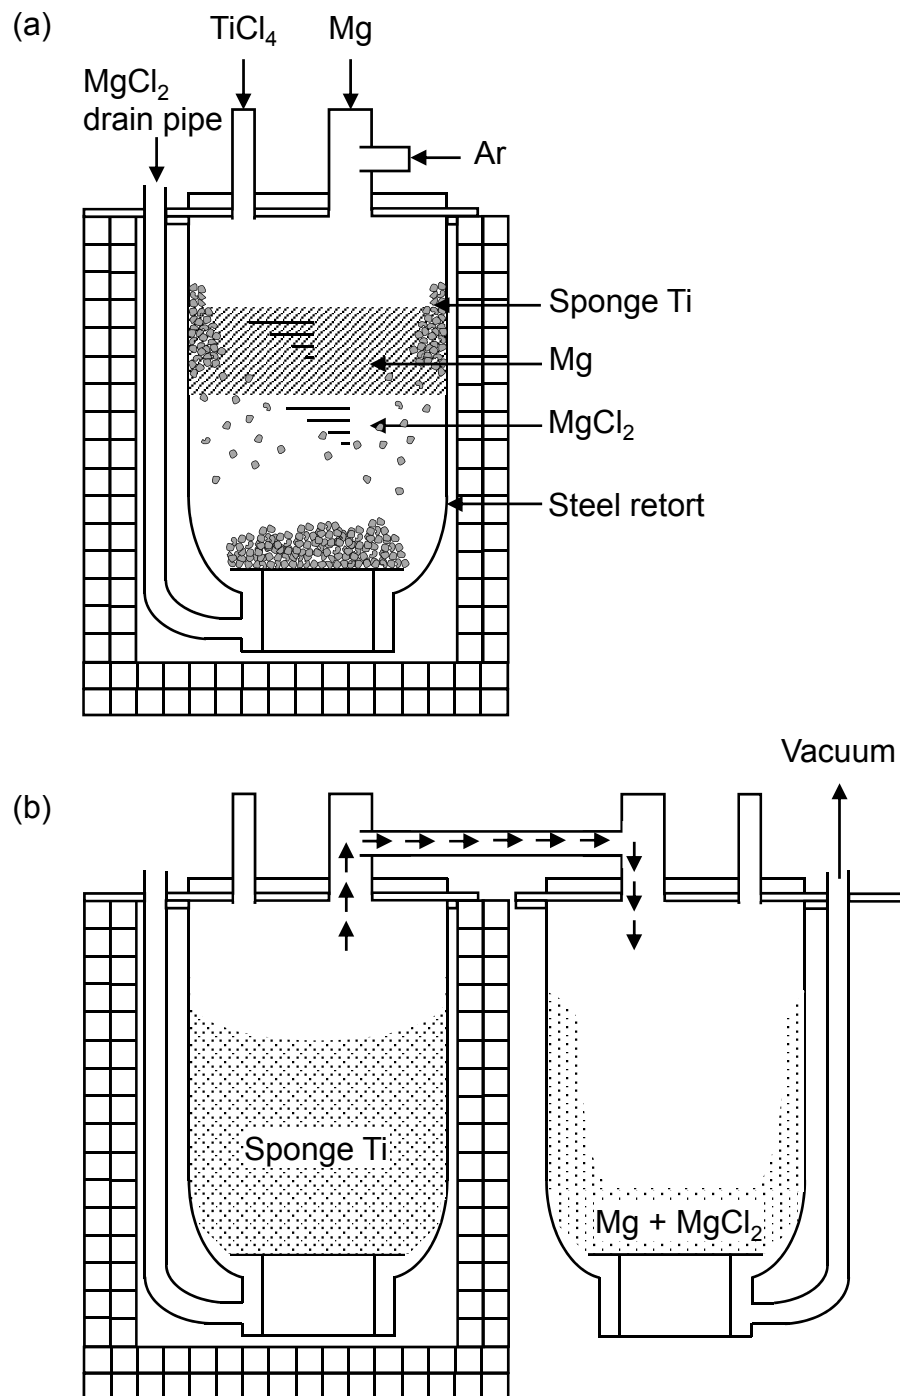 (a)
TiCl₄
Mg
MgCl₂
drain pipe
Ar
Sponge Ti
Mg
MgCl₂
Steel retort
Vacuum
(b)
Sponge Ti
Mg + MgCl₂